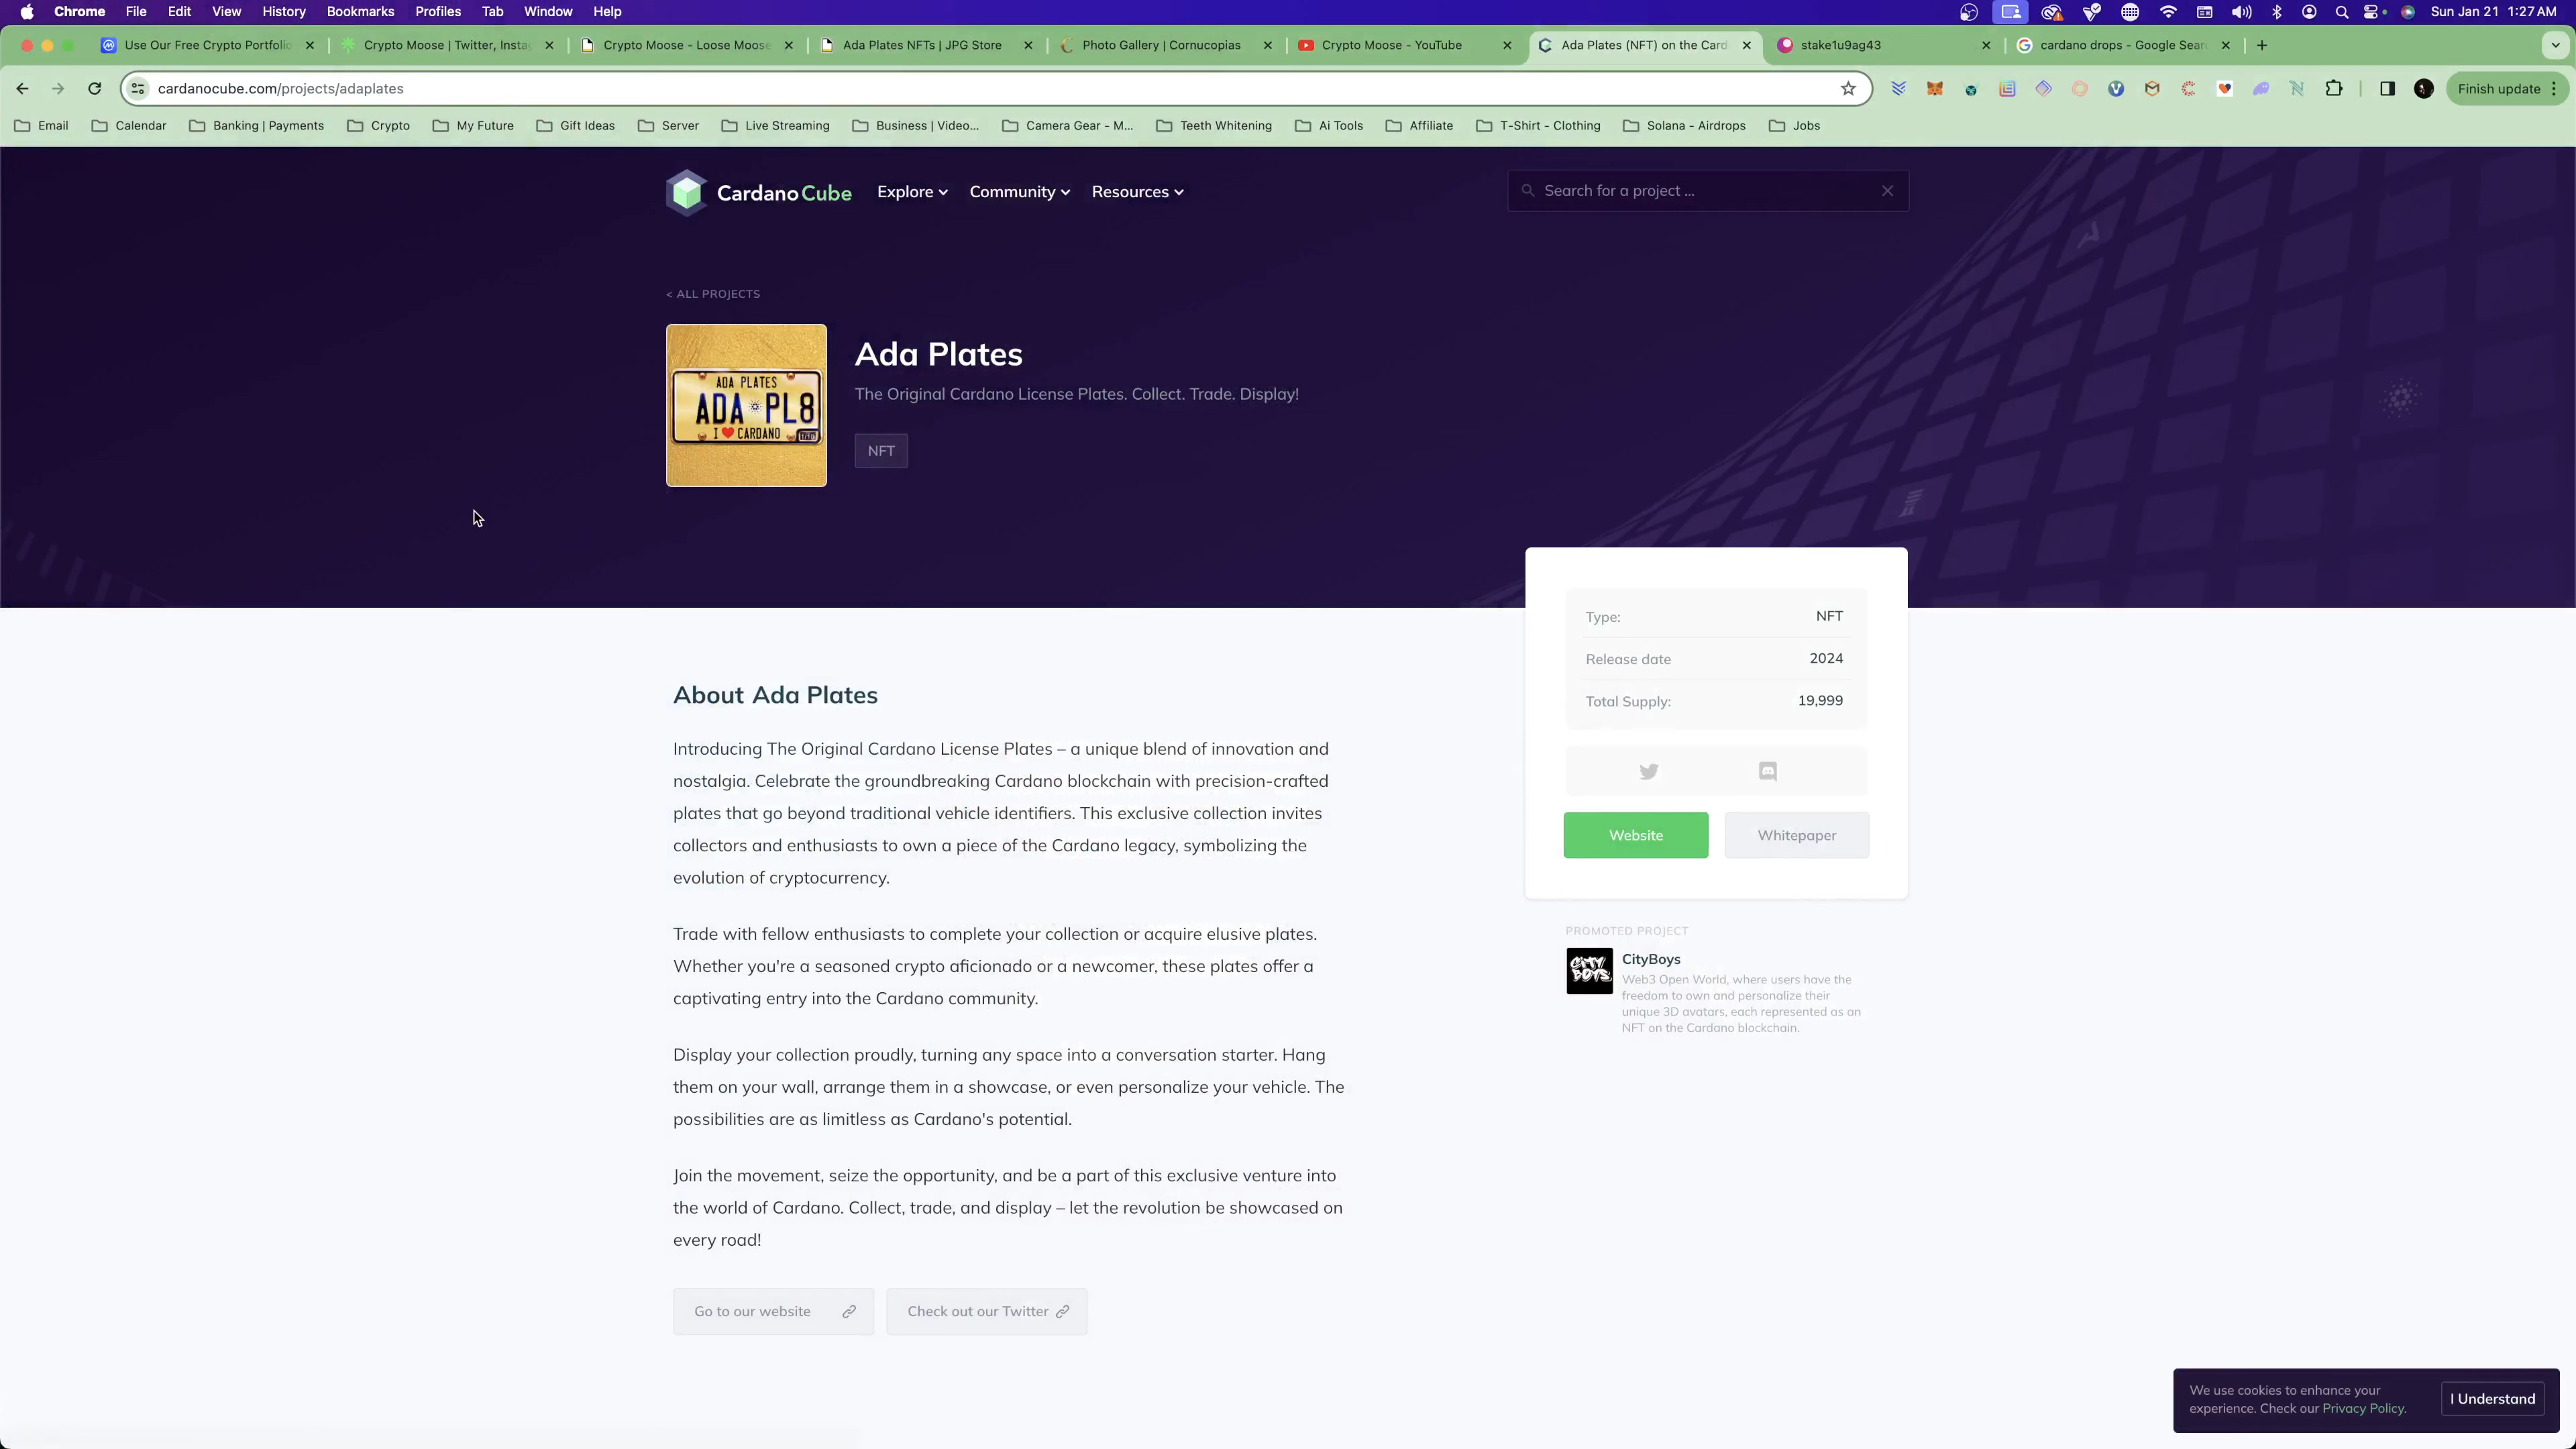 Chrome File Edit View History Bookmarks Profiles Tab Window Help Sun Jan 21 1:27 AM
Use Our Free Crypto Portfolio Crypto Moose | Twitter, Insta Crypto Moose - Loose Moose Ada Plates NFTs | JPG Store Photo Gallery | Cornucopias Crypto Moose - YouTube Ada Plates (NFT) on the Card stake1u9ag43 cardano drops - Google Sear
cardanocube.com/projects/adaplates Finish update
Email Calendar Banking | Payments Crypto My Future Gift Ideas Server Live Streaming Business | Video... Camera Gear - M... Teeth Whitening Ai Tools Affiliate T-Shirt - Clothing Solana - Airdrops Jobs
CardanoCube Explore Community Resources Search for a project ...
< ALL PROJECTS
ADA PLATES
ADA PL8
I CARDANO
Ada Plates
The Original Cardano License Plates. Collect. Trade. Display!
NFT
Type: NFT
Release date 2024
Total Supply: 19,999
Website Whitepaper
PROMOTED PROJECT
CITY BOYS
CityBoys
Web3 Open World, where users have the
freedom to own and personalize their
unique 3D avatars, each represented as an
NFT on the Cardano blockchain.
About Ada Plates
Introducing The Original Cardano License Plates – a unique blend of innovation and
nostalgia. Celebrate the groundbreaking Cardano blockchain with precision-crafted
plates that go beyond traditional vehicle identifiers. This exclusive collection invites
collectors and enthusiasts to own a piece of the Cardano legacy, symbolizing the
evolution of cryptocurrency.
Trade with fellow enthusiasts to complete your collection or acquire elusive plates.
Whether you're a seasoned crypto aficionado or a newcomer, these plates offer a
captivating entry into the Cardano community.
Display your collection proudly, turning any space into a conversation starter. Hang
them on your wall, arrange them in a showcase, or even personalize your vehicle. The
possibilities are as limitless as Cardano's potential.
Join the movement, seize the opportunity, and be a part of this exclusive venture into
the world of Cardano. Collect, trade, and display – let the revolution be showcased on
every road!
Go to our website Check out our Twitter
We use cookies to enhance your
experience. Check our Privacy Policy.
I Understand